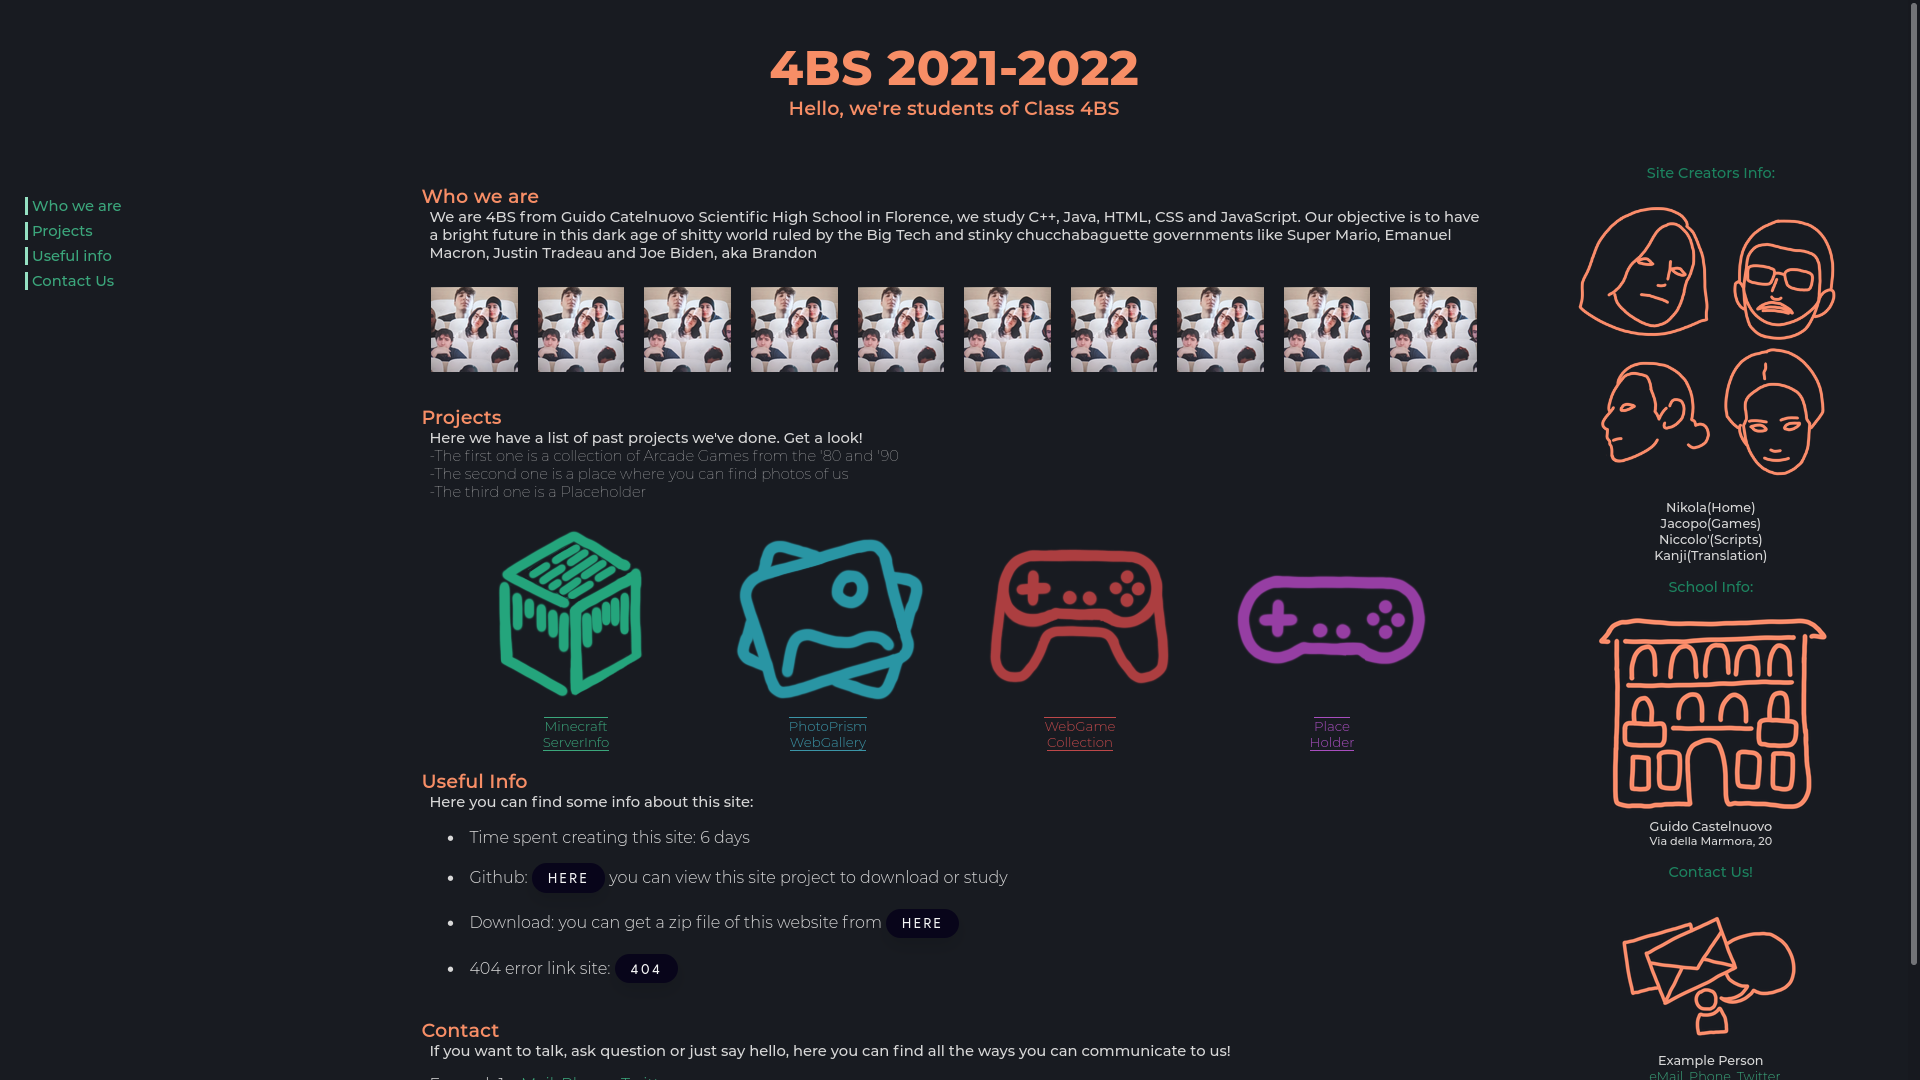 4BS 2021-2022
Hello, we're students of Class 4BS
Who we are
Projects
Useful info
Contact Us
Who we are
We are 4BS from Guido Catelnuovo Scientific High School in Florence, we study C++, Java, HTML, CSS and JavaScript. Our objective is to have
a bright future in this dark age of shitty world ruled by the Big Tech and stinky chucchabaguette governments like Super Mario, Emanuel
Macron, Justin Tradeau and Joe Biden, aka Brandon
Projects
Here we have a list of past projects we've done. Get a look!
-The first one is a collection of Arcade Games from the '80 and '90
-The second one is a place where you can find photos of us
-The third one is a Placeholder
Minecraft
ServerInfo
PhotoPrism
WebGallery
WebGame
Collection
Place
Holder
Useful Info
Here you can find some info about this site:
Time spent creating this site: 6 days
Github: HERE you can view this site project to download or study
Download: you can get a zip file of this website from HERE
404 error link site: 404
Contact
If you want to talk, ask question or just say hello, here you can find all the ways you can communicate to us!
Site Creators Info:
Nikola(Home)
Jacopo(Games)
Niccolo'(Scripts)
Kanji(Translation)
School Info:
Guido Castelnuovo
Via della Marmora, 20
Contact Us!
Example Person
eMail, Phone, Twitter